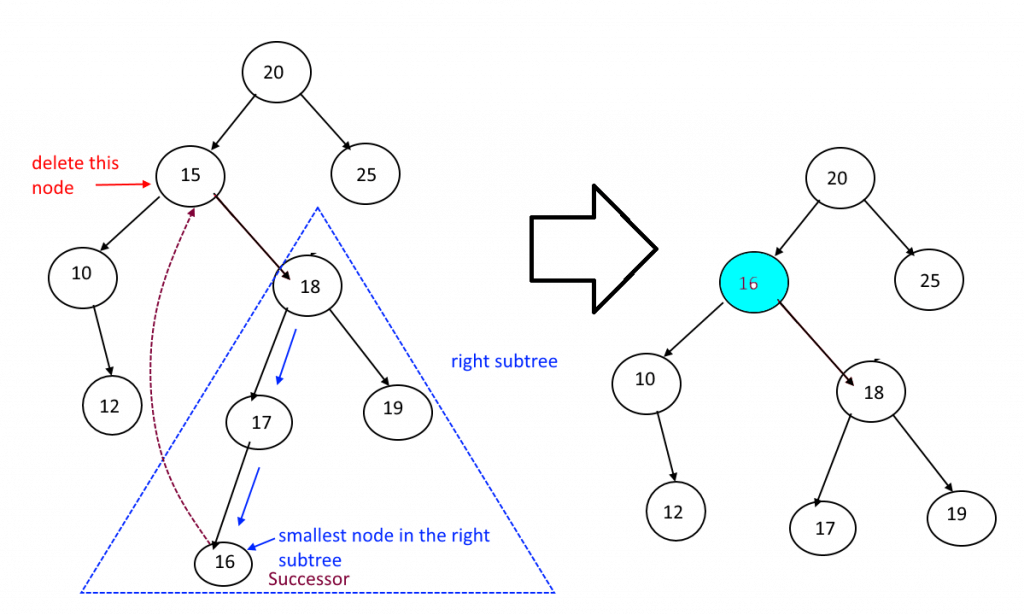 20
delete this
node
15
25
10
18
right subtree
12
17
19
smallest node in the right
subtree
16
Successor
20
16
25
10
18
12
17
19